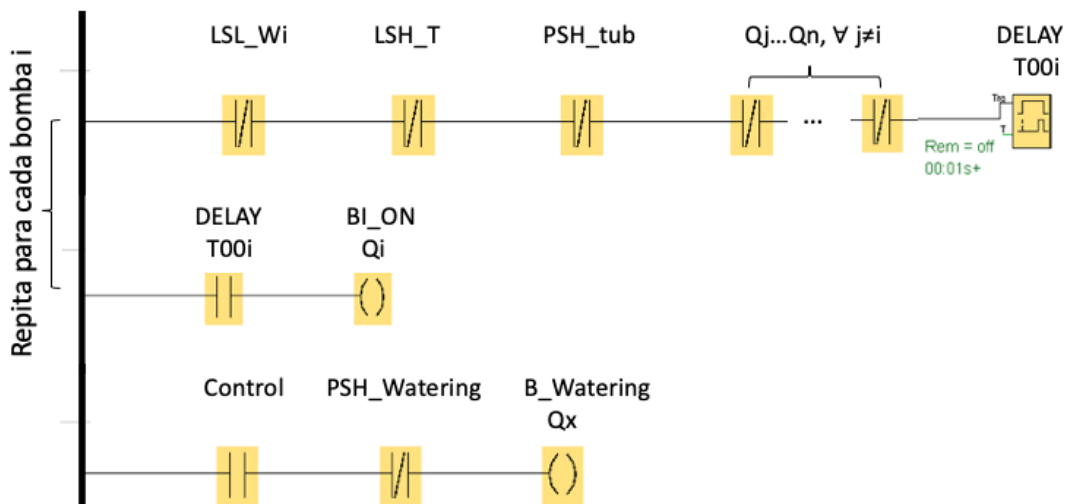 LSL_Wi
LSH_T
PSH_tub
Qj...Qn, ∀ j≠i
DELAY
T00i
...
Trg
T
Rem = off
00:01s+
Repita para cada bomba i
DELAY
T00i
BI_ON
Qi
Control
PSH_Watering
B_Watering
Qx